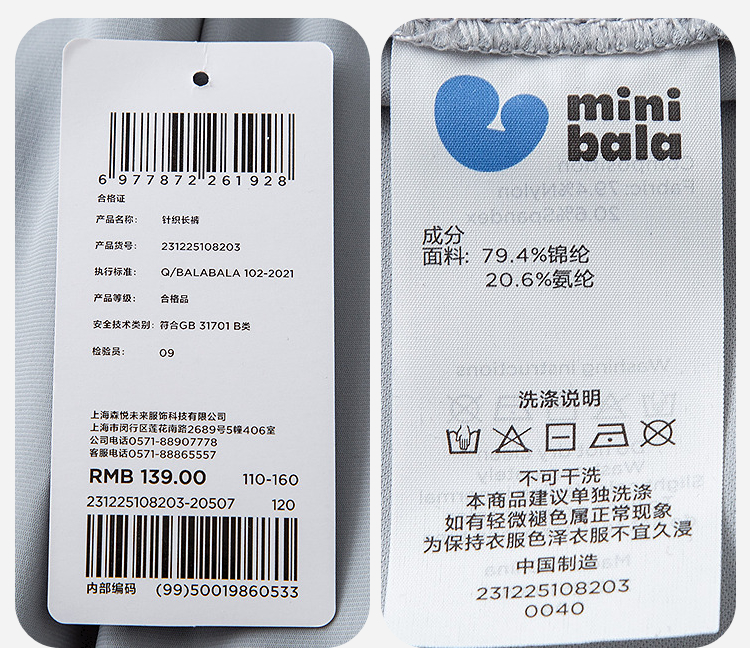 6 977872 261928
合格证
产品名称: 针织长裤
产品货号: 231225108203
执行标准: Q/BALABALA 102-2021
产品等级: 合格品
安全技术类别: 符合GB 31701 B类
检验员: 09
上海森悦未来服饰科技有限公司
上海市闵行区莲花南路2689号5幢406室
公司电话0571-88907778
客服电话0571-88865557
RMB 139.00 110-160
231225108203-20507 120
内部编码 (99)50019860533
mini
bala
成分
面料: 79.4%锦纶
20.6%氨纶
洗涤说明
不可干洗
本商品建议单独洗涤
如有轻微褪色属正常现象
为保持衣服色泽衣服不宜久浸
中国制造
231225108203
0040